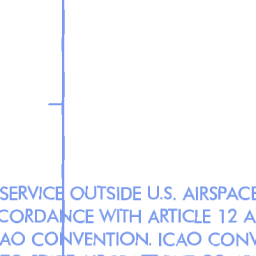 SERVICE OUTSIDE U.S. AIRSPACE
CORDANCE WITH ARTICLE 12 A
AO CONVENTION. ICAO CONV